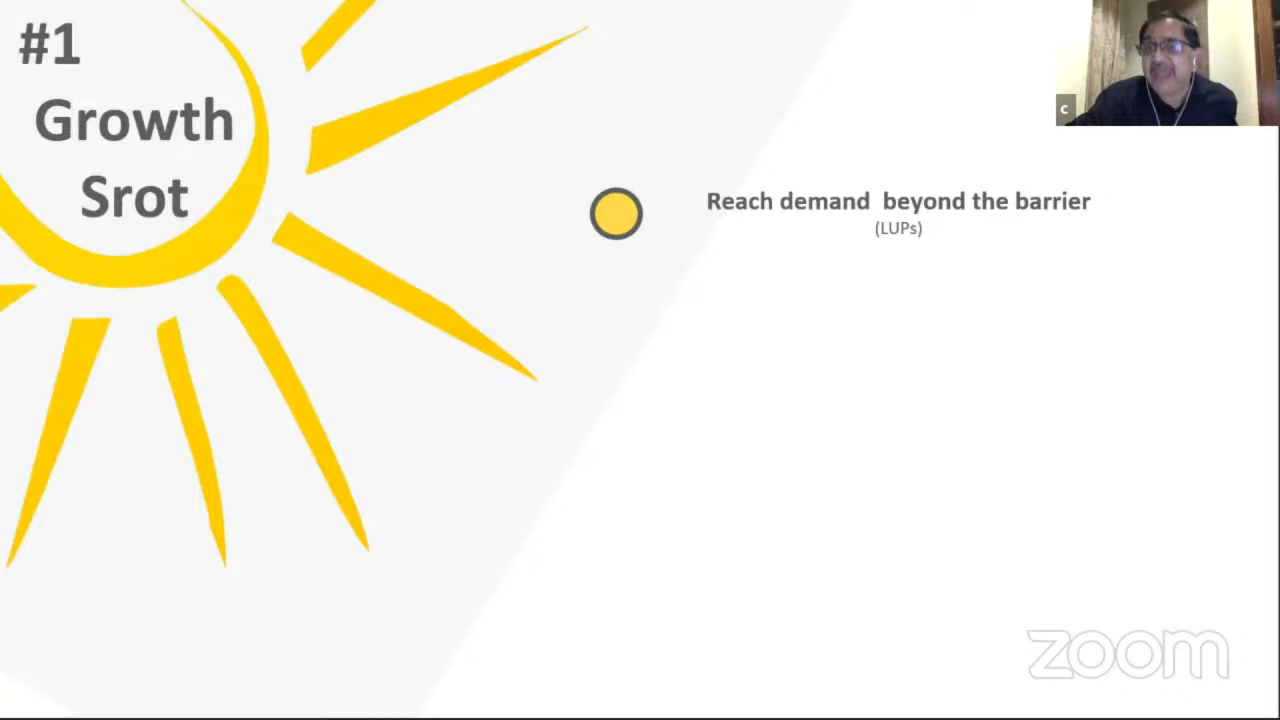 #1
Growth
Srot
C
Reach demand beyond the barrier
(LUPs)
zoom